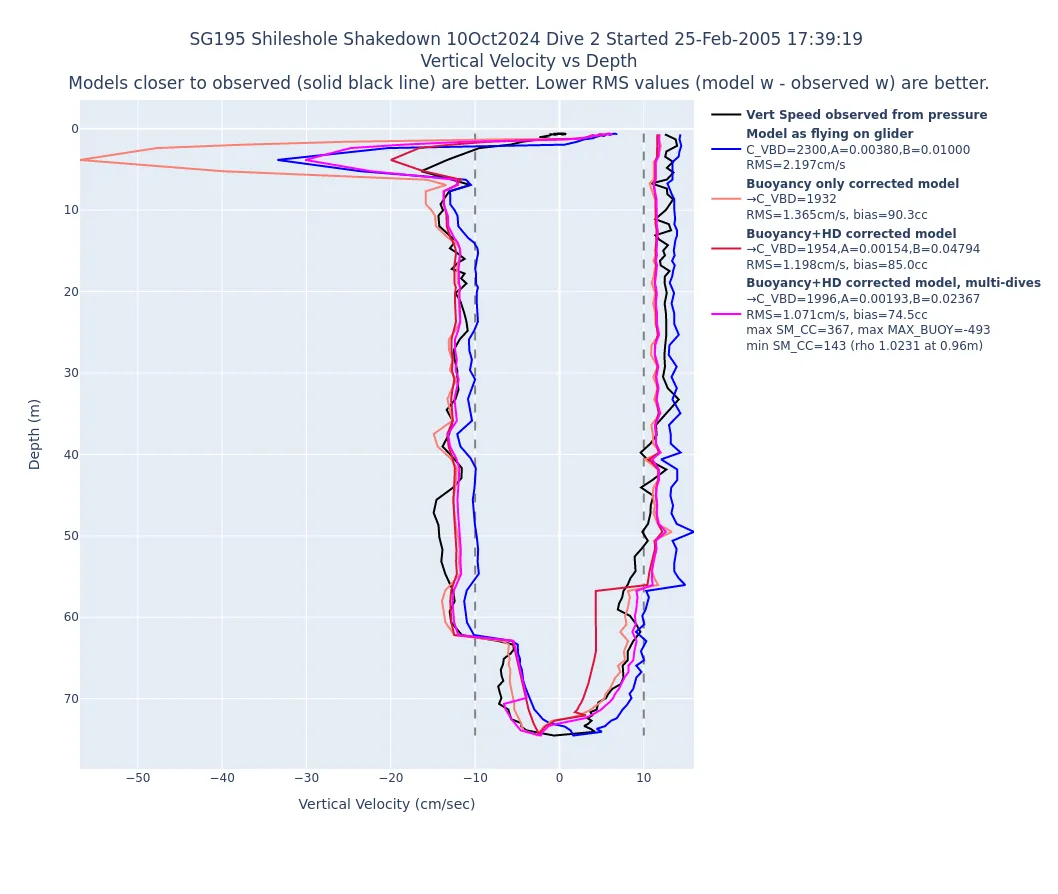 SG195 Shileshole Shakedown 10Oct2024 Dive 2 Started 25-Feb-2005 17:39:19
Vertical Velocity vs Depth
Models closer to observed (solid black line) are better. Lower RMS values (model w - observed w) are better.
Vert Speed observed from pressure
Model as flying on glider
C_VBD=2300,A=0.00380,B=0.01000
RMS=2.197cm/s
Buoyancy only corrected model
→C_VBD=1932
RMS=1.365cm/s, bias=90.3cc
Buoyancy+HD corrected model
→C_VBD=1954,A=0.00154,B=0.04794
RMS=1.198cm/s, bias=85.0cc
Buoyancy+HD corrected model, multi-dives
→C_VBD=1996,A=0.00193,B=0.02367
RMS=1.071cm/s, bias=74.5cc
max SM_CC=367, max MAX_BUOY=-493
min SM_CC=143 (rho 1.0231 at 0.96m)
0
10
20
30
40
50
60
70
Depth (m)
−50
−40
−30
−20
−10
0
10
Vertical Velocity (cm/sec)